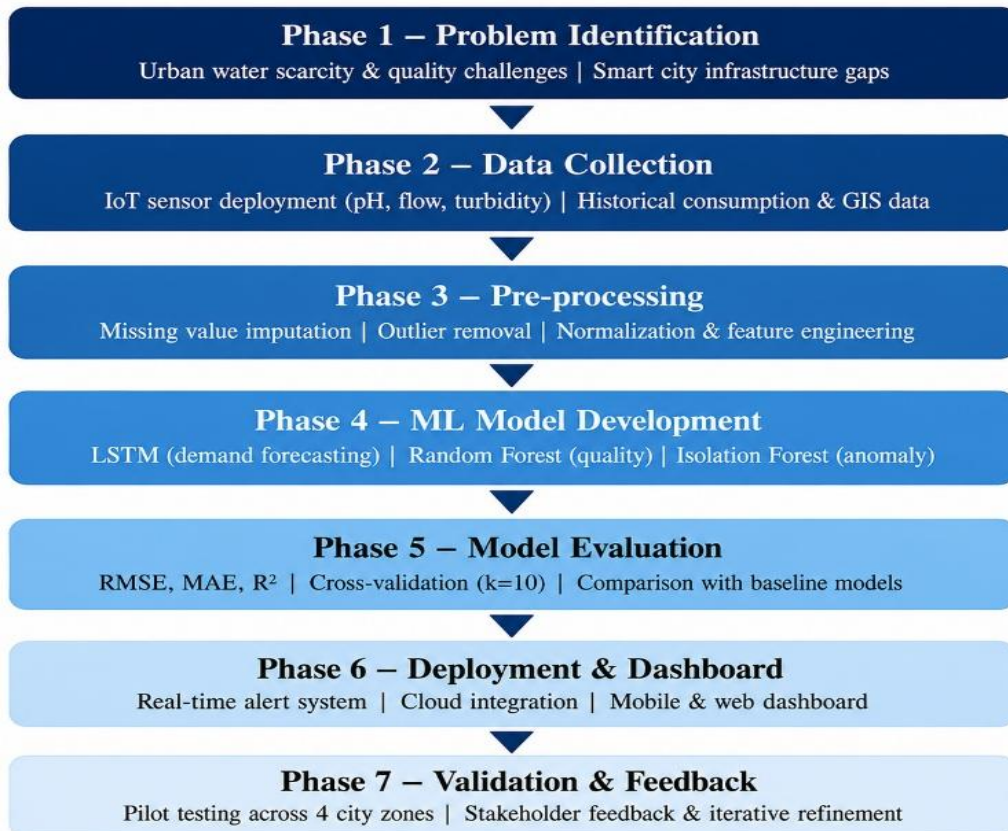 Phase 1 – Problem Identification
Urban water scarcity & quality challenges | Smart city infrastructure gaps
Phase 2 – Data Collection
IoT sensor deployment (pH, flow, turbidity) | Historical consumption & GIS data
Phase 3 – Pre-processing
Missing value imputation | Outlier removal | Normalization & feature engineering
Phase 4 – ML Model Development
LSTM (demand forecasting) | Random Forest (quality) | Isolation Forest (anomaly)
Phase 5 – Model Evaluation
RMSE, MAE, R² | Cross-validation (k=10) | Comparison with baseline models
Phase 6 – Deployment & Dashboard
Real-time alert system | Cloud integration | Mobile & web dashboard
Phase 7 – Validation & Feedback
Pilot testing across 4 city zones | Stakeholder feedback & iterative refinement